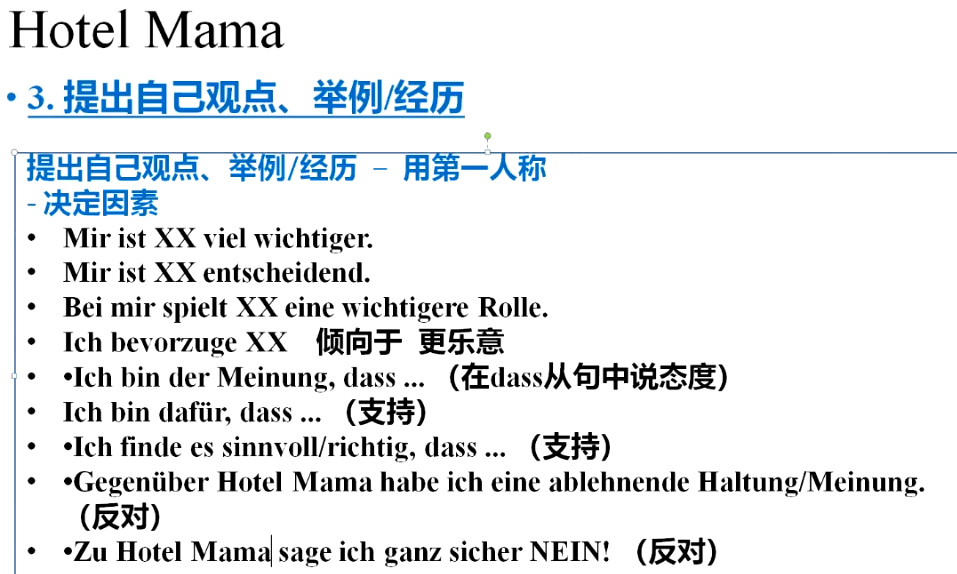 Hotel Mama
• 3. 提出自己观点、举例/经历
提出自己观点、举例/经历 – 用第一人称
- 决定因素
• Mir ist XX viel wichtiger.
• Mir ist XX entscheidend.
• Bei mir spielt XX eine wichtigere Rolle.
• Ich bevorzuge XX 倾向于 更乐意
• •Ich bin der Meinung, dass ... （在dass从句中说态度）
• Ich bin dafür, dass ... （支持）
• •Ich finde es sinnvoll/richtig, dass ... （支持）
• •Gegenüber Hotel Mama habe ich eine ablehnende Haltung/Meinung.
（反对）
• •Zu Hotel Mama sage ich ganz sicher NEIN! （反对）